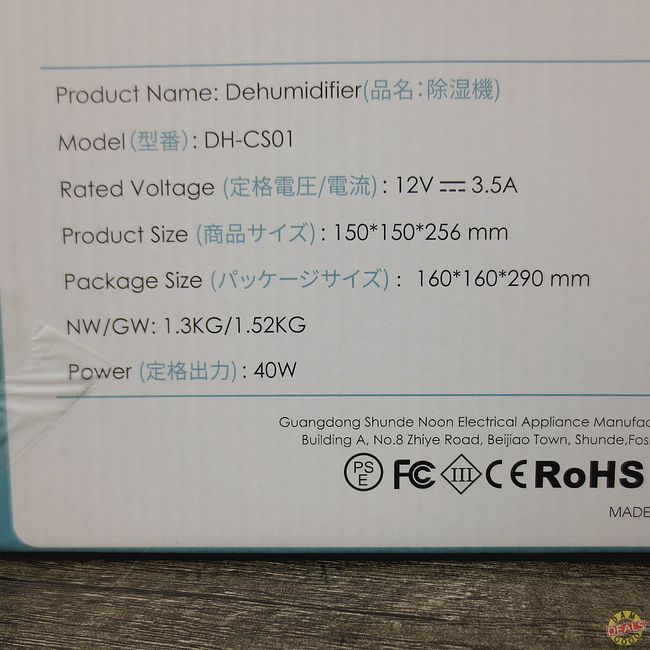 Product Name: Dehumidifier(品名:除湿機)
Model(型番): DH-CS01
Rated Voltage (定格電圧/電流): 12V⎓3.5A
Product Size (商品サイズ): 150*150*256 mm
Package Size (パッケージサイズ): 160*160*290 mm
NW/GW: 1.3KG/1.52KG
Power (定格出力): 40W
Guangdong Shunde Noon Electrical Appliance Manufac
Building A, No.8 Zhiye Road, Beijiao Town, Shunde,Fos
PSE FC III CE RoHS
MADE
DAM GOOD DEALS